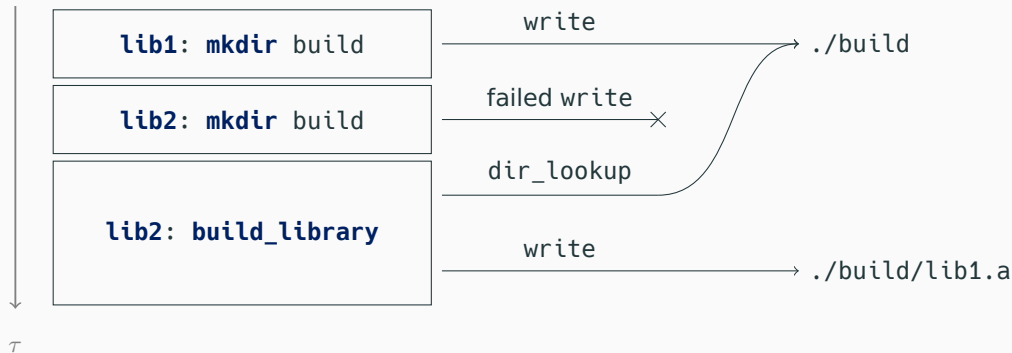 write
lib1: mkdir build
./build
failed write
lib2: mkdir build
dir_lookup
lib2: build_library
write
./build/lib1.a
τ